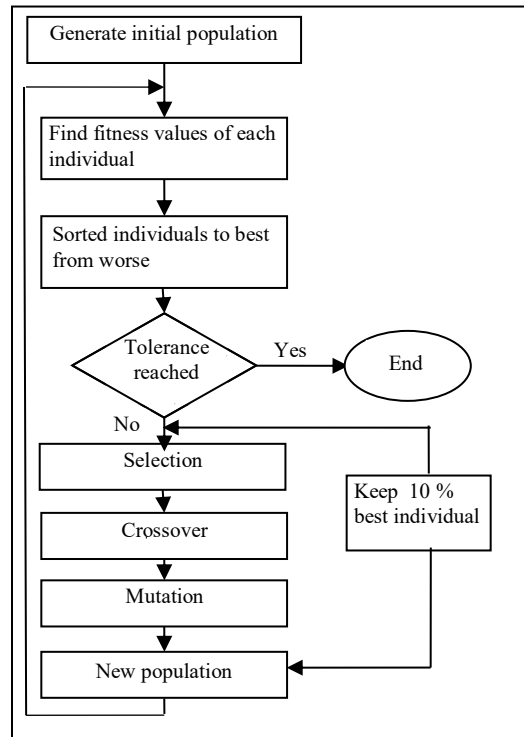 Generate initial population
Find fitness values of each
individual
Sorted individuals to best
from worse
Tolerance
reached
Yes
End
No
Selection
Keep 10 %
best individual
Crossover
Mutation
New population